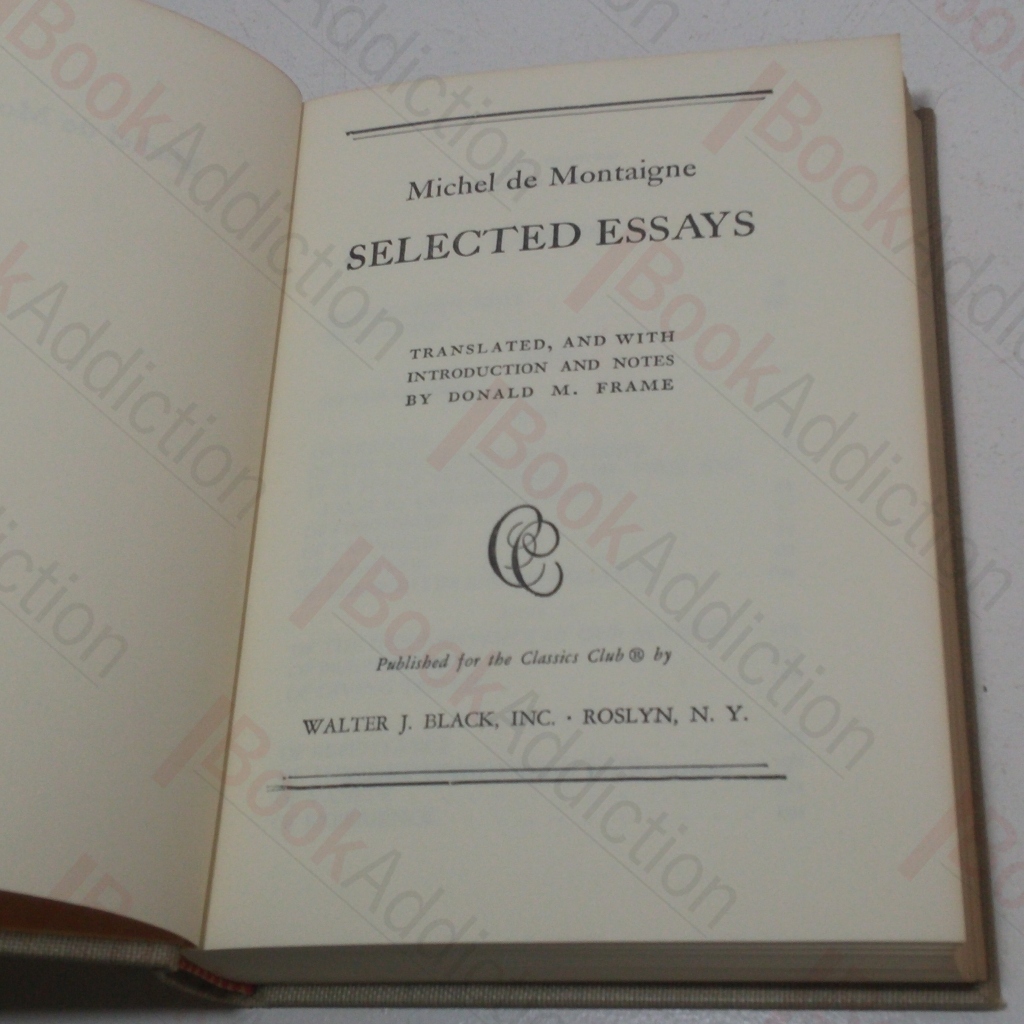 Michel de Montaigne
SELECTED ESSAYS
TRANSLATED, AND WITH
INTRODUCTION AND NOTES
BY DONALD M. FRAME
CC
Published for the Classics Club ® by
WALTER J. BLACK, INC. · ROSLYN, N. Y.
BookAddiction